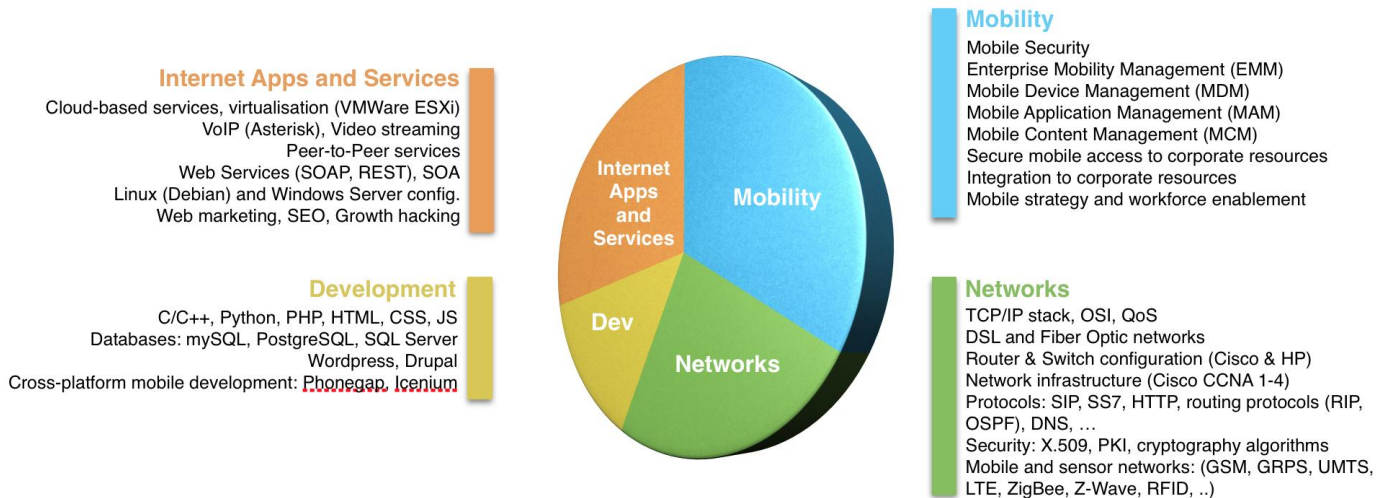 Internet Apps and Services
Cloud-based services, virtualisation (VMWare ESXi)
VoIP (Asterisk), Video streaming
Peer-to-Peer services
Web Services (SOAP, REST), SOA
Linux (Debian) and Windows Server config.
Web marketing, SEO, Growth hacking
Development
C/C++, Python, PHP, HTML, CSS, JS
Databases: mySQL, PostgreSQL, SQL Server
Wordpress, Drupal
Cross-platform mobile development: Phonegap, Icenium
Internet
Apps
and
Services
Mobility
Dev
Networks
Mobility
Mobile Security
Enterprise Mobility Management (EMM)
Mobile Device Management (MDM)
Mobile Application Management (MAM)
Mobile Content Management (MCM)
Secure mobile access to corporate resources
Integration to corporate resources
Mobile strategy and workforce enablement
Networks
TCP/IP stack, OSI, QoS
DSL and Fiber Optic networks
Router & Switch configuration (Cisco & HP)
Network infrastructure (Cisco CCNA 1-4)
Protocols: SIP, SS7, HTTP, routing protocols (RIP,
OSPF), DNS, …
Security: X.509, PKI, cryptography algorithms
Mobile and sensor networks: (GSM, GRPS, UMTS,
LTE, ZigBee, Z-Wave, RFID, ..)